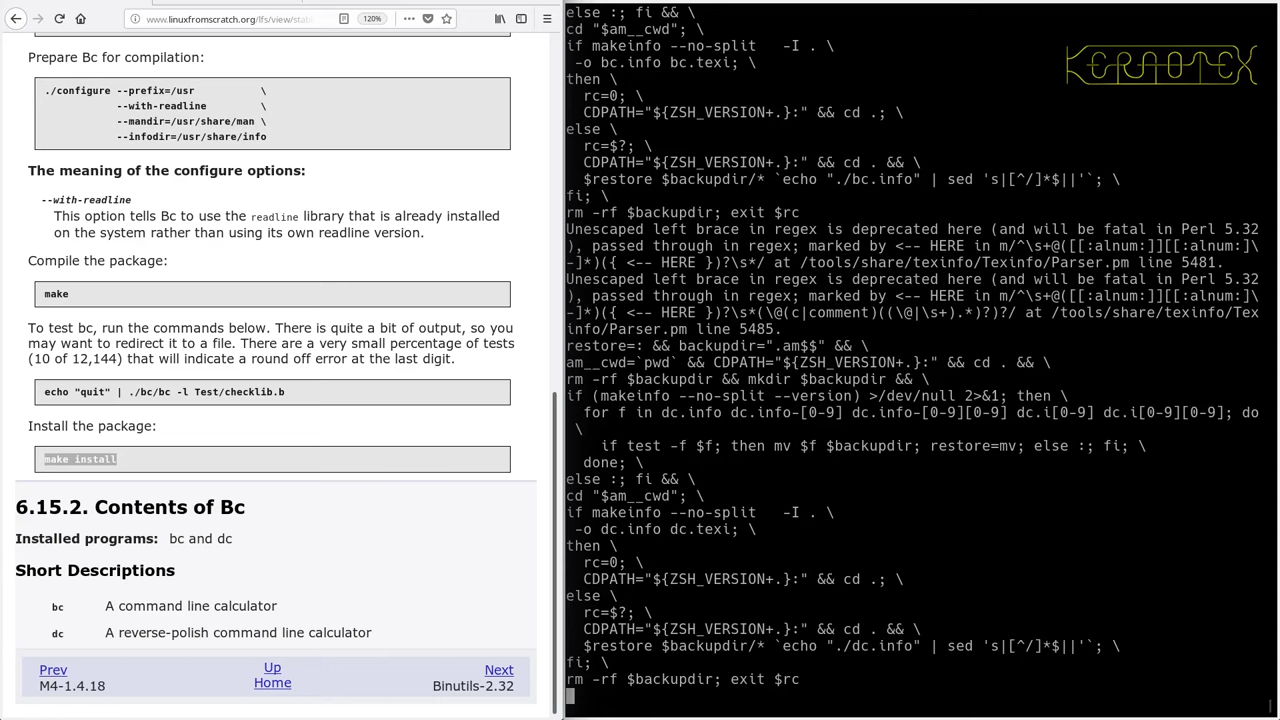 www.linuxfromscratch.org/lfs/view/stab
120%
Prepare Bc for compilation:
./configure --prefix=/usr \
--with-readline \
--mandir=/usr/share/man \
--infodir=/usr/share/info
The meaning of the configure options:
--with-readline
This option tells Bc to use the readline library that is already installed
on the system rather than using its own readline version.
Compile the package:
make
To test bc, run the commands below. There is quite a bit of output, so you
may want to redirect it to a file. There are a very small percentage of tests
(10 of 12,144) that will indicate a round off error at the last digit.
echo "quit" | ./bc/bc -l Test/checklib.b
Install the package:
make install
6.15.2. Contents of Bc
Installed programs: bc and dc
Short Descriptions
bc A command line calculator
dc A reverse-polish command line calculator
Prev Up Next
M4-1.4.18 Home Binutils-2.32
else :; fi && \
cd "$am__cwd"; \
if makeinfo --no-split   -I . \
-o bc.info bc.texi; \
then \
rc=0; \
CDPATH="${ZSH_VERSION+.}:" && cd .; \
else \
rc=$?; \
CDPATH="${ZSH_VERSION+.}:" && cd . && \
$restore $backupdir/* `echo "./bc.info" | sed 's|[^/]*$||'`; \
fi; \
rm -rf $backupdir; exit $rc
Unescaped left brace in regex is deprecated here (and will be fatal in Perl 5.32
), passed through in regex; marked by <-- HERE in m/^\s+@([[:alnum:]][[:alnum:]\
-]*)({ <-- HERE })?\s*/ at /tools/share/texinfo/Texinfo/Parser.pm line 5481.
Unescaped left brace in regex is deprecated here (and will be fatal in Perl 5.32
), passed through in regex; marked by <-- HERE in m/^\s+@([[:alnum:]][[:alnum:]\
-]*)({ <-- HERE })?\s*(\@(c|comment)((\@|\s+).*)?)?/ at /tools/share/texinfo/Tex
info/Parser.pm line 5485.
restore=: && backupdir=".am$$" && \
am__cwd=`pwd` && CDPATH="${ZSH_VERSION+.}:" && cd . && \
rm -rf $backupdir && mkdir $backupdir && \
if (makeinfo --no-split --version) >/dev/null 2>&1; then \
for f in dc.info dc.info-[0-9] dc.info-[0-9][0-9] dc.i[0-9] dc.i[0-9][0-9]; do
\
if test -f $f; then mv $f $backupdir; restore=mv; else :; fi; \
done; \
else :; fi && \
cd "$am__cwd"; \
if makeinfo --no-split   -I . \
-o dc.info dc.texi; \
then \
rc=0; \
CDPATH="${ZSH_VERSION+.}:" && cd .; \
else \
rc=$?; \
CDPATH="${ZSH_VERSION+.}:" && cd . && \
$restore $backupdir/* `echo "./dc.info" | sed 's|[^/]*$||'`; \
fi; \
rm -rf $backupdir; exit $rc